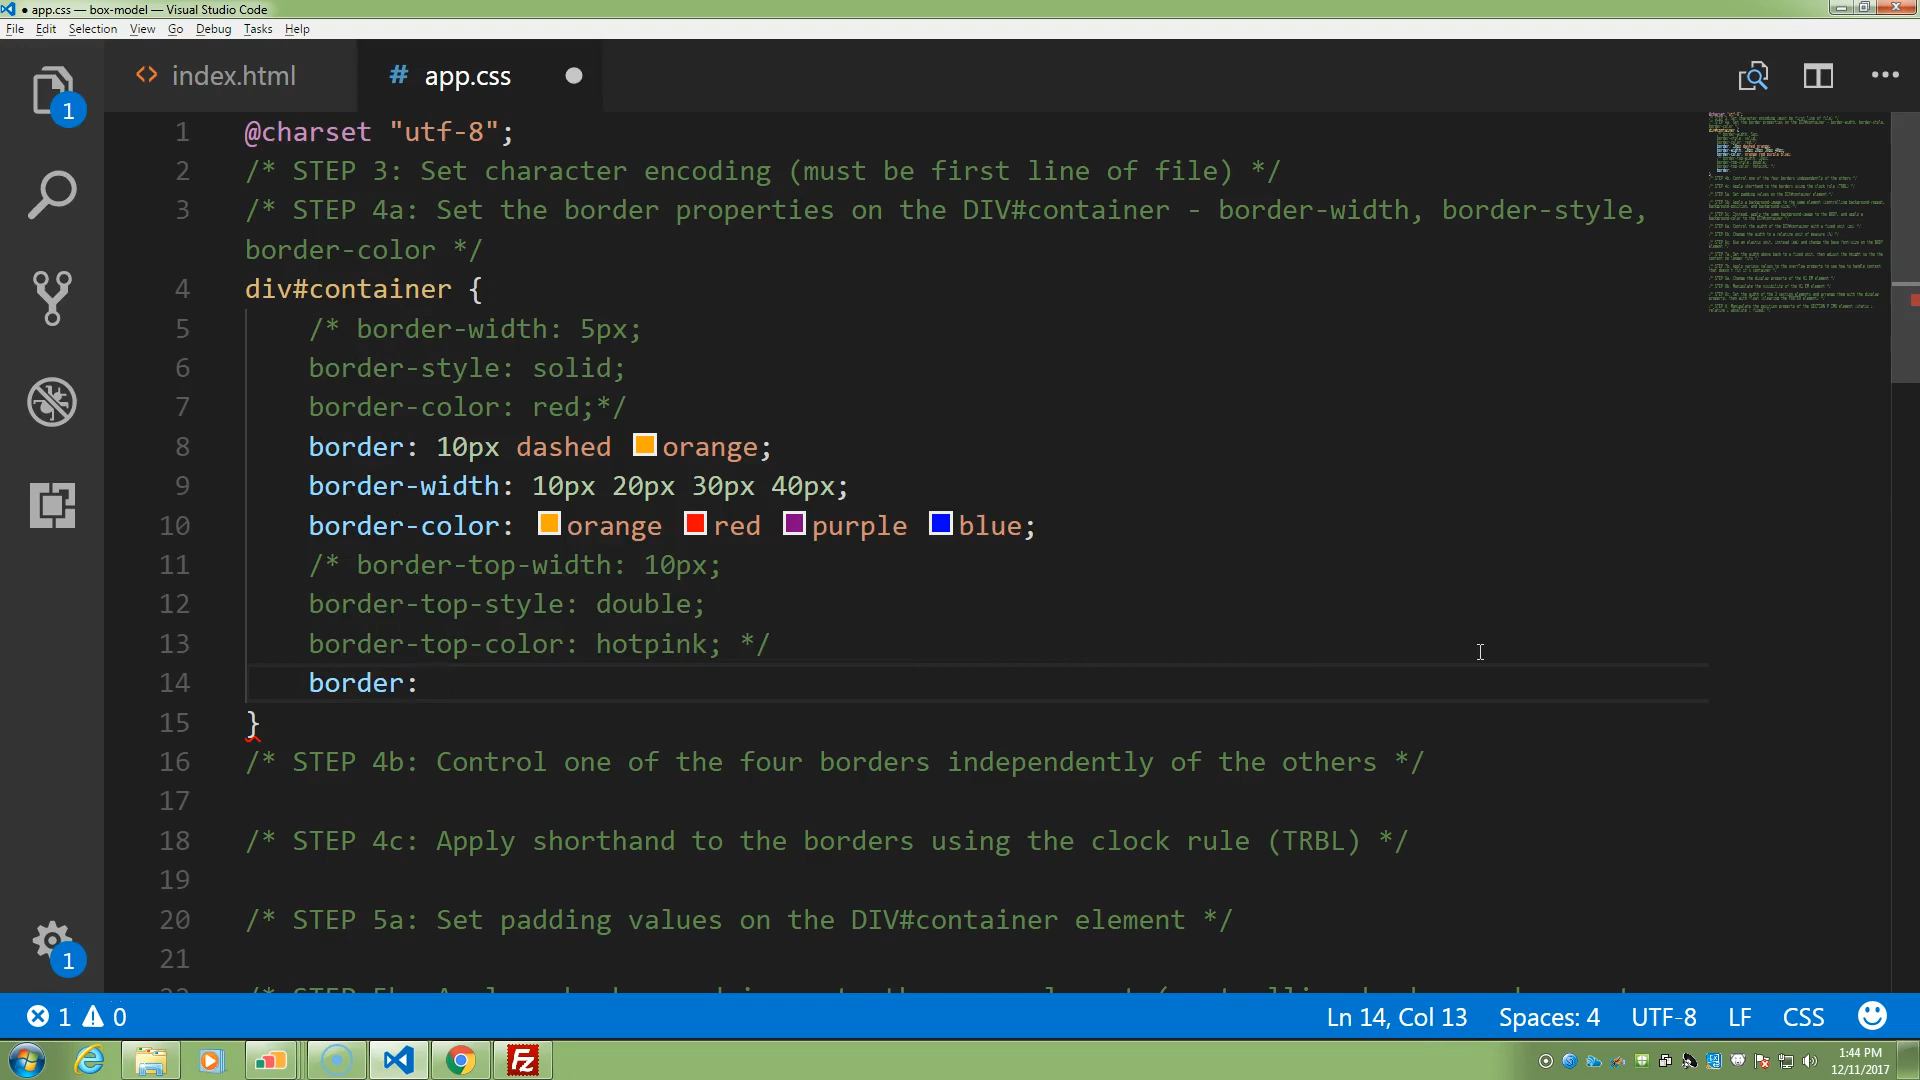 app.css — box-model — Visual Studio Code
File Edit Selection View Go Debug Tasks Help
<> index.html # app.css
1
1 @charset "utf-8";
2 /* STEP 3: Set character encoding (must be first line of file) */
3 /* STEP 4a: Set the border properties on the DIV#container - border-width, border-style,
border-color */
4 div#container {
5 /* border-width: 5px;
6 border-style: solid;
7 border-color: red;*/
8 border: 10px dashed orange;
9 border-width: 10px 20px 30px 40px;
10 border-color: orange red purple blue;
11 /* border-top-width: 10px;
12 border-top-style: double;
13 border-top-color: hotpink; */
14 border:
15 }
16 /* STEP 4b: Control one of the four borders independently of the others */
17
18 /* STEP 4c: Apply shorthand to the borders using the clock rule (TRBL) */
19
20 /* STEP 5a: Set padding values on the DIV#container element */
21
1
1 0 Ln 14, Col 13 Spaces: 4 UTF-8 LF CSS
Fz
1:44 PM
12/11/2017